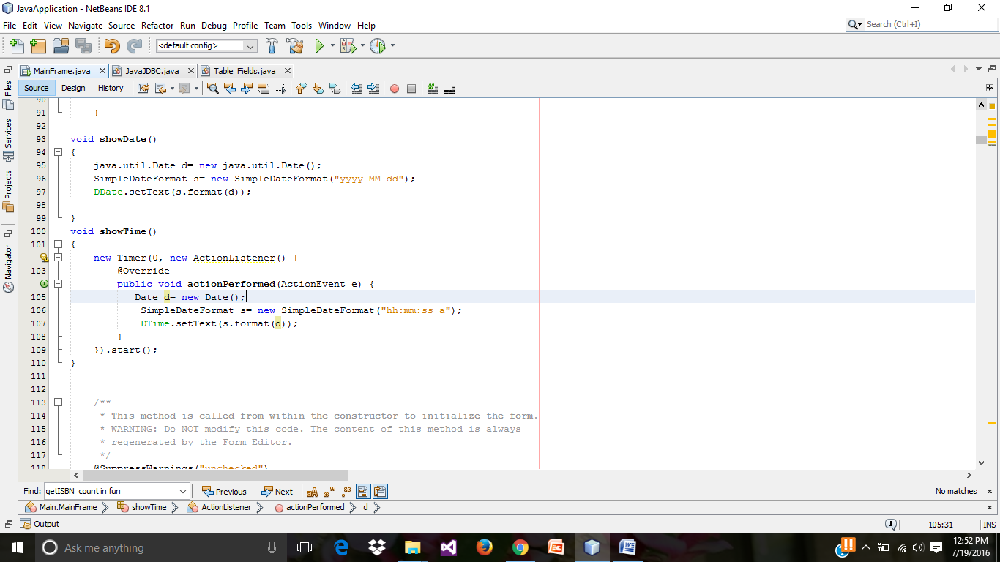 JavaApplication - NetBeans IDE 8.1
File Edit View Navigate Source Refactor Run Debug Profile Team Tools Window Help
Search (Ctrl+I)
<default config>
MainFrame.java JavaJDBC.java Table_Fields.java
Source Design History
Files
Services
Projects
Navigator
90
91 }
92
93 void showDate()
94 {
95 java.util.Date d= new java.util.Date();
96 SimpleDateFormat s= new SimpleDateFormat("yyyy-MM-dd");
97 DDate.setText(s.format(d));
98
99 }
100 void showTime()
101 {
new Timer(0, new ActionListener() {
103 @Override
public void actionPerformed(ActionEvent e) {
105 Date d= new Date();
106 SimpleDateFormat s= new SimpleDateFormat("hh:mm:ss a");
107 DTime.setText(s.format(d));
108 }
109 }).start();
110 }
111
112
113 /**
114 * This method is called from within the constructor to initialize the form.
115 * WARNING: Do NOT modify this code. The content of this method is always
116 * regenerated by the Form Editor.
117 */
118 @SuppressWarnings("unchecked")
Find: getISBN_count in fun Previous Next No matches
Main.MainFrame showTime ActionListener actionPerformed d
Output 1 105:31 INS
Ask me anything
12:52 PM
7/19/2016